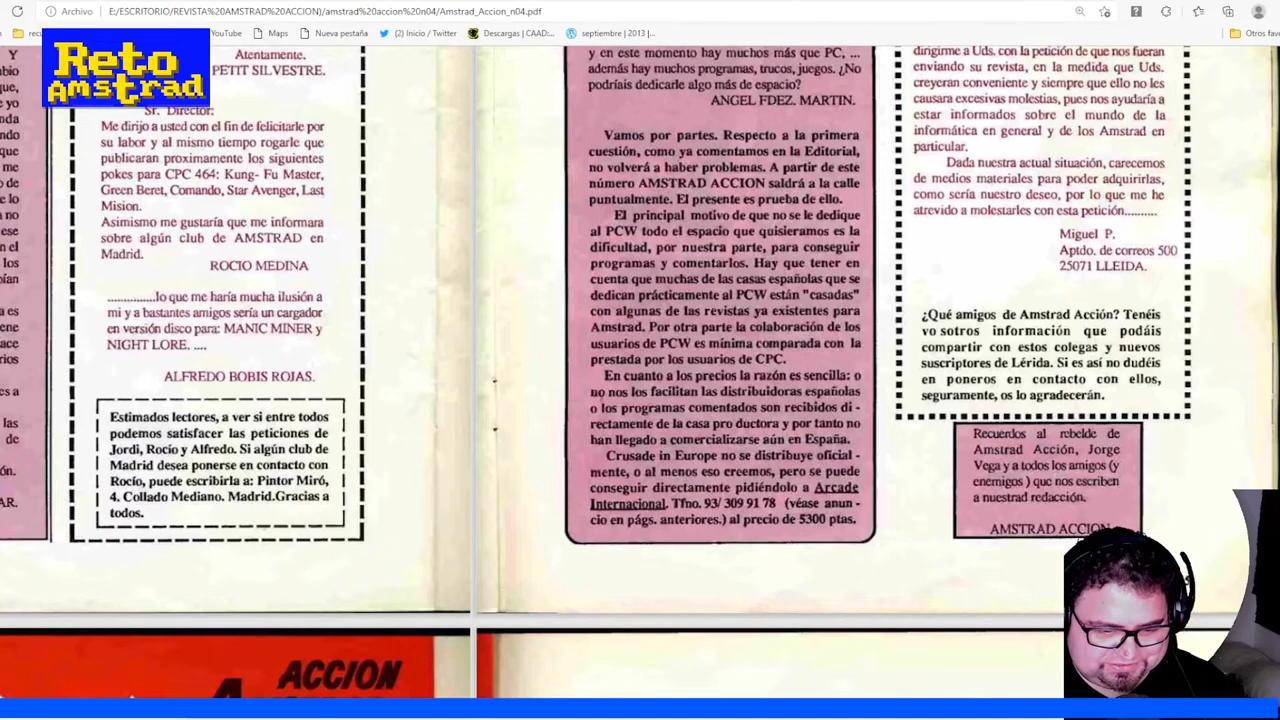 Archivo
E:/ESCRITORIO/REVISTA%20AMSTRAD%20ACCION)/amstrad%20accion%20n04/Amstrad_Accion_n04.pdf
YouTube
Mapas
Nueva pestaña
(2) Inicio / Twitter
Descargas | CAAD:...
septiembre | 2013 |...
Otros favo
Reto
Amstrad
Atentamente.
PETIT SILVESTRE.
Sr. Director:
Me dirijo a usted con el fin de felicitarle por
su labor y al mismo tiempo rogarle que
publicaran proximamente los siguientes
pokes para CPC 464: Kung- Fu Master,
Green Beret, Comando, Star Avenger, Last
Mision.
Asimismo me gustaría que me informara
sobre algún club de AMSTRAD en
Madrid.
ROCIO MEDINA
...............lo que me haría mucha ilusión a
mi y a bastantes amigos sería un cargador
en versión disco para: MANIC MINER y
NIGHT LORE. ....
ALFREDO BOBIS ROJAS.
Estimados lectores, a ver si entre todos
podemos satisfacer las peticiones de
Jordi, Rocío y Alfredo. Si algún club de
Madrid desea ponerse en contacto con
Rocío, puede escribirla a: Pintor Miró,
4. Collado Mediano. Madrid.Gracias a
todos.
y en este momento hay muchos más que PC, ...
además hay muchos programas, trucos, juegos. ¿No
podríais dedicarle algo más de espacio?
ANGEL FDEZ. MARTIN.
Vamos por partes. Respecto a la primera
cuestión, como ya comentamos en la Editorial,
no volverá a haber problemas. A partir de este
número AMSTRAD ACCION saldrá a la calle
puntualmente. El presente es prueba de ello.
El principal motivo de que no se le dedique
al PCW todo el espacio que quisieramos es la
dificultad, por nuestra parte, para conseguir
programas y comentarlos. Hay que tener en
cuenta que muchas de las casas españolas que se
dedican prácticamente al PCW están "casadas"
con algunas de las revistas ya existentes para
Amstrad. Por otra parte la colaboración de los
usuarios de PCW es mínima comparada con la
prestada por los usuarios de CPC.
En cuanto a los precios la razón es sencilla: o
no nos los facilitan las distribuidoras españolas
o los programas comentados son recibidos di -
rectamente de la casa pro ductora y por tanto no
han llegado a comercializarse aún en España.
Crusade in Europe no se distribuye oficial -
mente, o al menos eso creemos, pero se puede
conseguir directamente pidiéndolo a Arcade
Internacional. Tfno. 93/ 309 91 78 (véase anun -
cio en págs. anteriores.) al precio de 5300 ptas.
dirigirme a Uds. con la petición de que nos fueran
enviando su revista, en la medida que Uds.
creyeran conveniente y siempre que ello no les
causara excesivas molestias, pues nos ayudaría a
estar informados sobre el mundo de la
informática en general y de los Amstrad en
particular.
Dada nuestra actual situación, carecemos
de medios materiales para poder adquirirlas,
como sería nuestro deseo, por lo que me he
atrevido a molestarles con esta petición..........
Miguel P.
Aptdo. de correos 500
25071 LLEIDA.
¿Qué amigos de Amstrad Acción? Tenéis
vo sotros información que podáis
compartir con estos colegas y nuevos
suscriptores de Lérida. Si es así no dudéis
en poneros en contacto con ellos,
seguramente, os lo agradecerán.
Recuerdos al rebelde de
Amstrad Acción, Jorge
Vega y a todos los amigos (y
enemigos ) que nos escriben
a nuestrad redacción.
AMSTRAD ACCION
ACCION